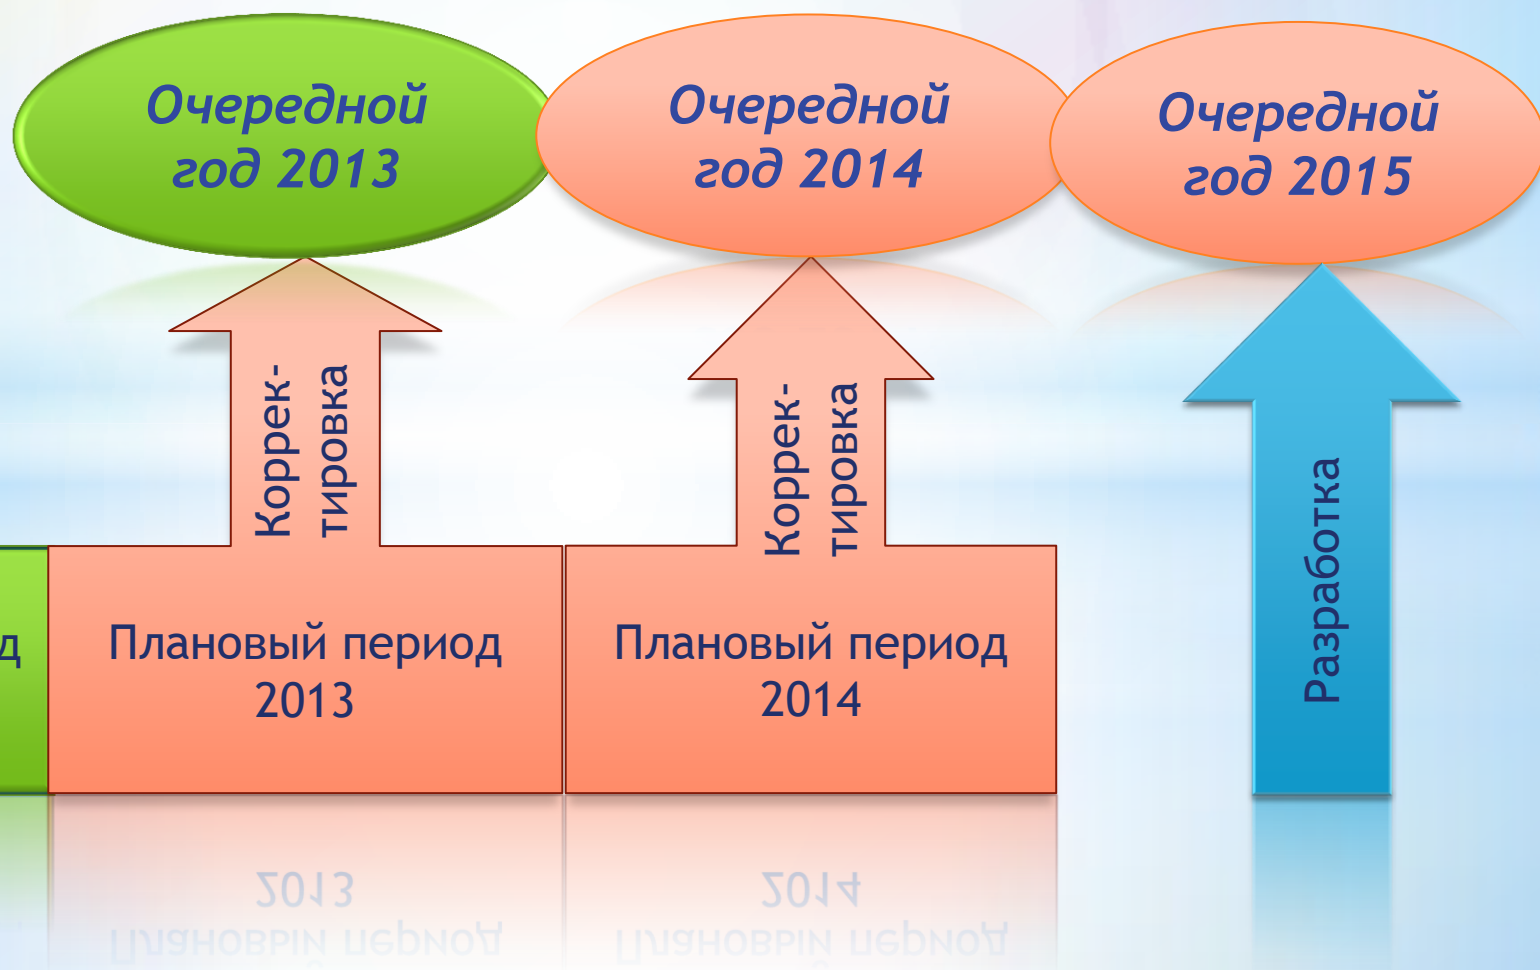 Очередной
год 2013
Очередной
год 2014
Очередной
год 2015
Коррек-
тировка
Коррек-
тировка
Разработка
д
Плановый период
2013
Плановый период
2014